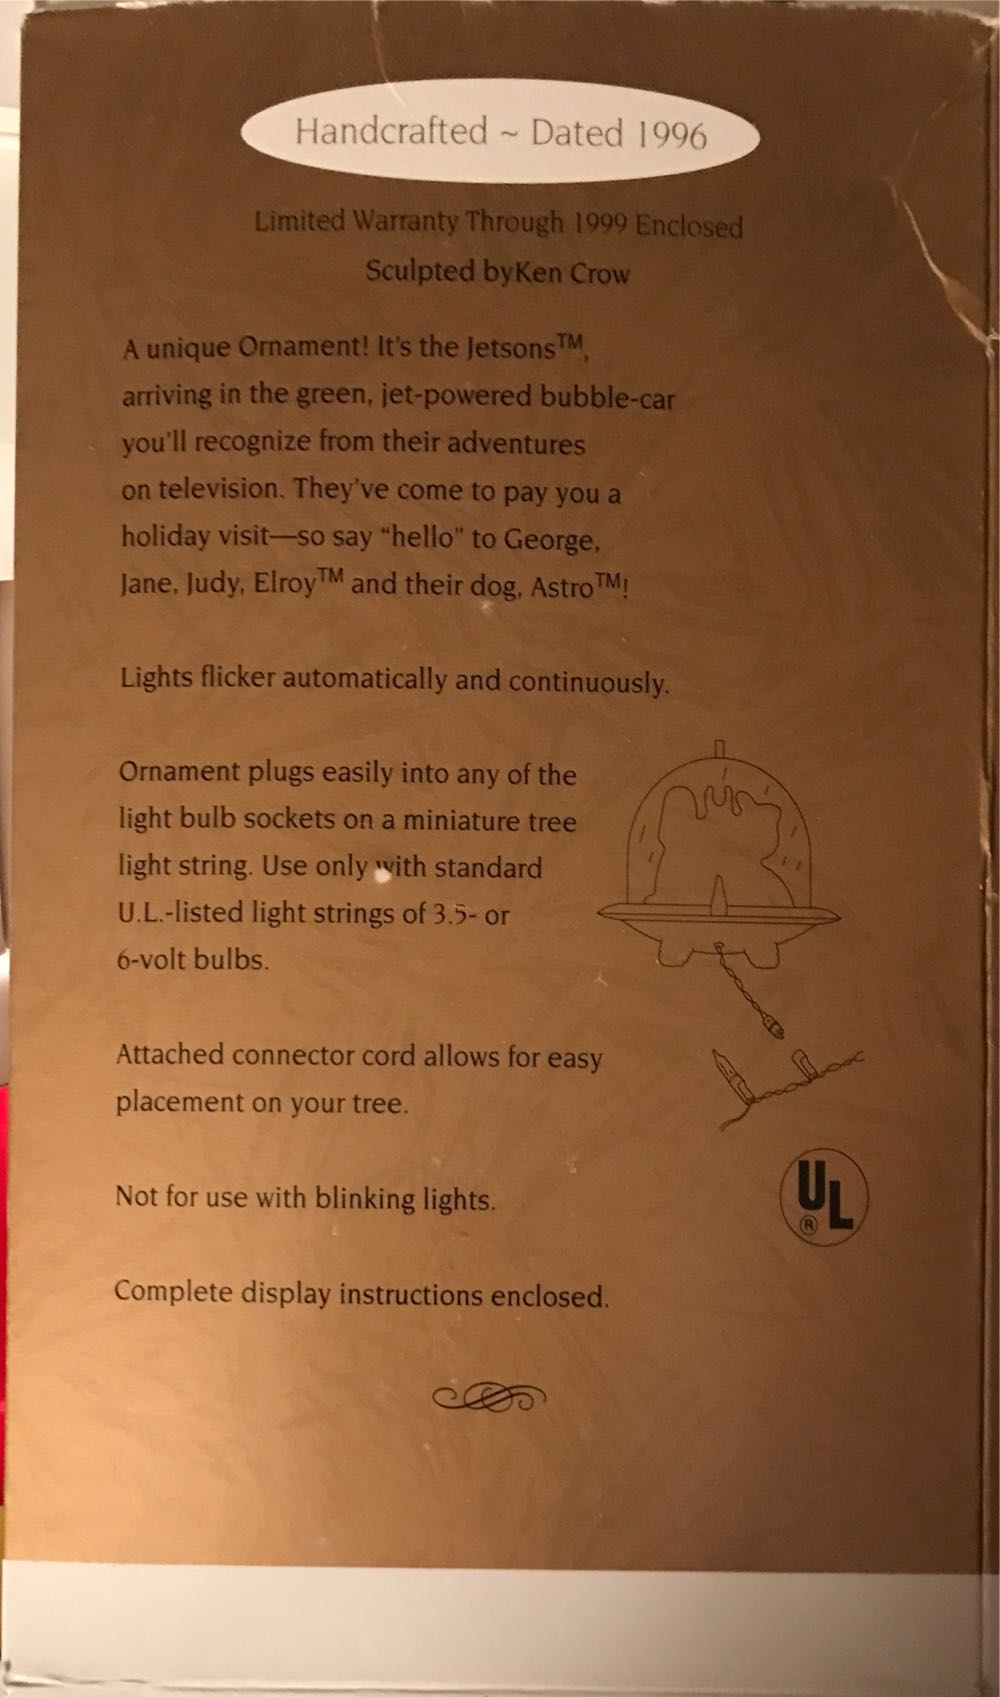 Handcrafted ~ Dated 1996
Limited Warranty Through 1999 Enclosed
Sculpted byKen Crow
A unique Ornament! It's the Jetsons™,
arriving in the green, jet-powered bubble-car
you'll recognize from their adventures
on television. They've come to pay you a
holiday visit—so say “hello” to George,
Jane, Judy, Elroy™ and their dog, Astro™!
Lights flicker automatically and continuously.
Ornament plugs easily into any of the
light bulb sockets on a miniature tree
light string. Use only with standard
U.L.-listed light strings of 3.5- or
6-volt bulbs.
Attached connector cord allows for easy
placement on your tree.
UL®
Not for use with blinking lights.
Complete display instructions enclosed.